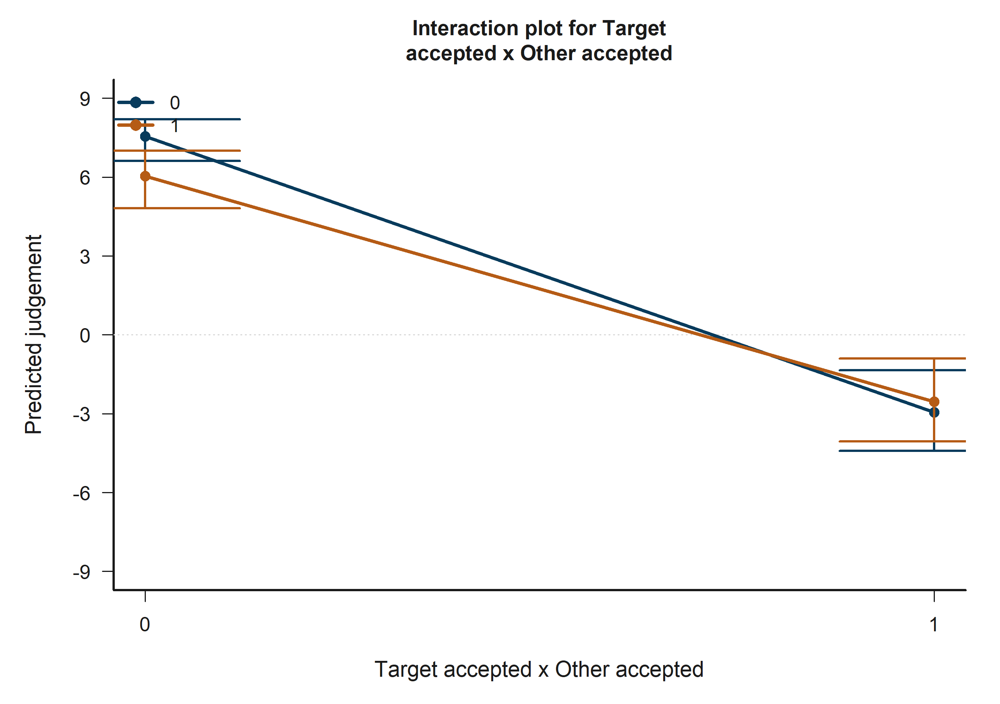 Interaction plot for Target
accepted x Other accepted
9
6
3
0
-3
-6
-9
0
1
Predicted judgement
0
1
Target accepted x Other accepted